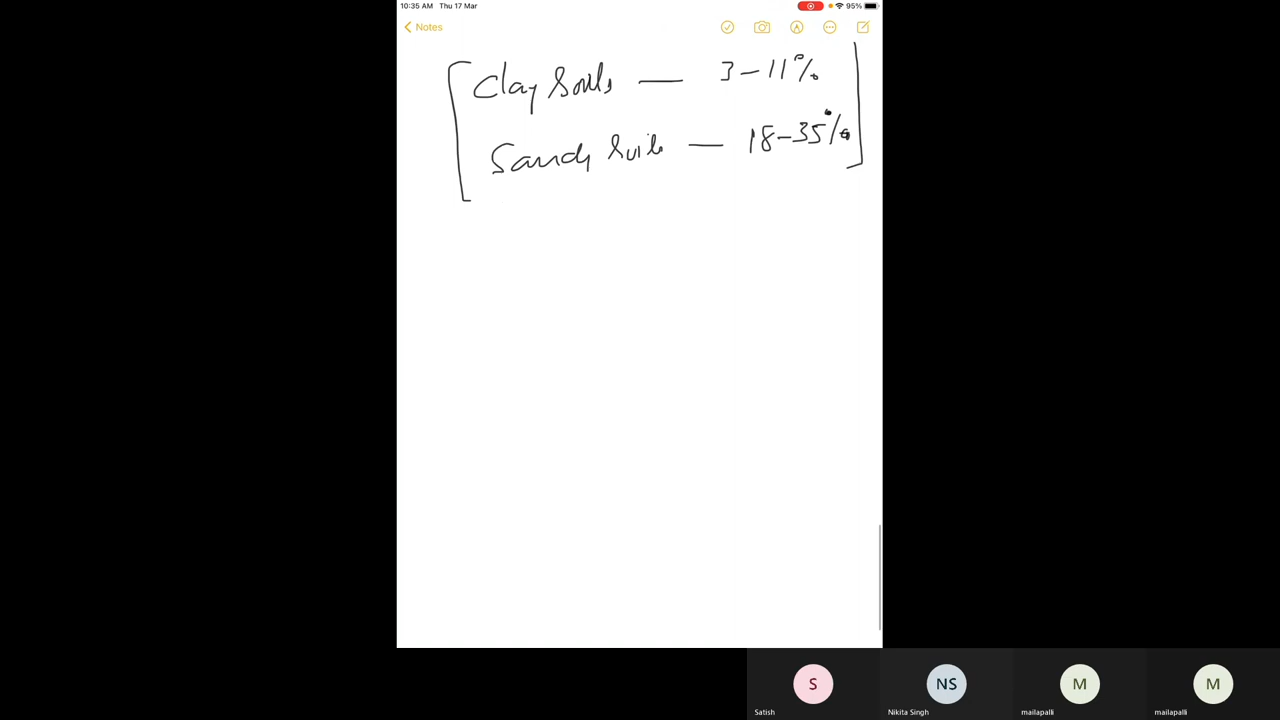 10:35 AM Thu 17 Mar 95%
Notes
Clay Soils — 3-11%
Sandy Soils — 18-35%
S NS M M
Satish Nikita Singh mailapalli mailapalli